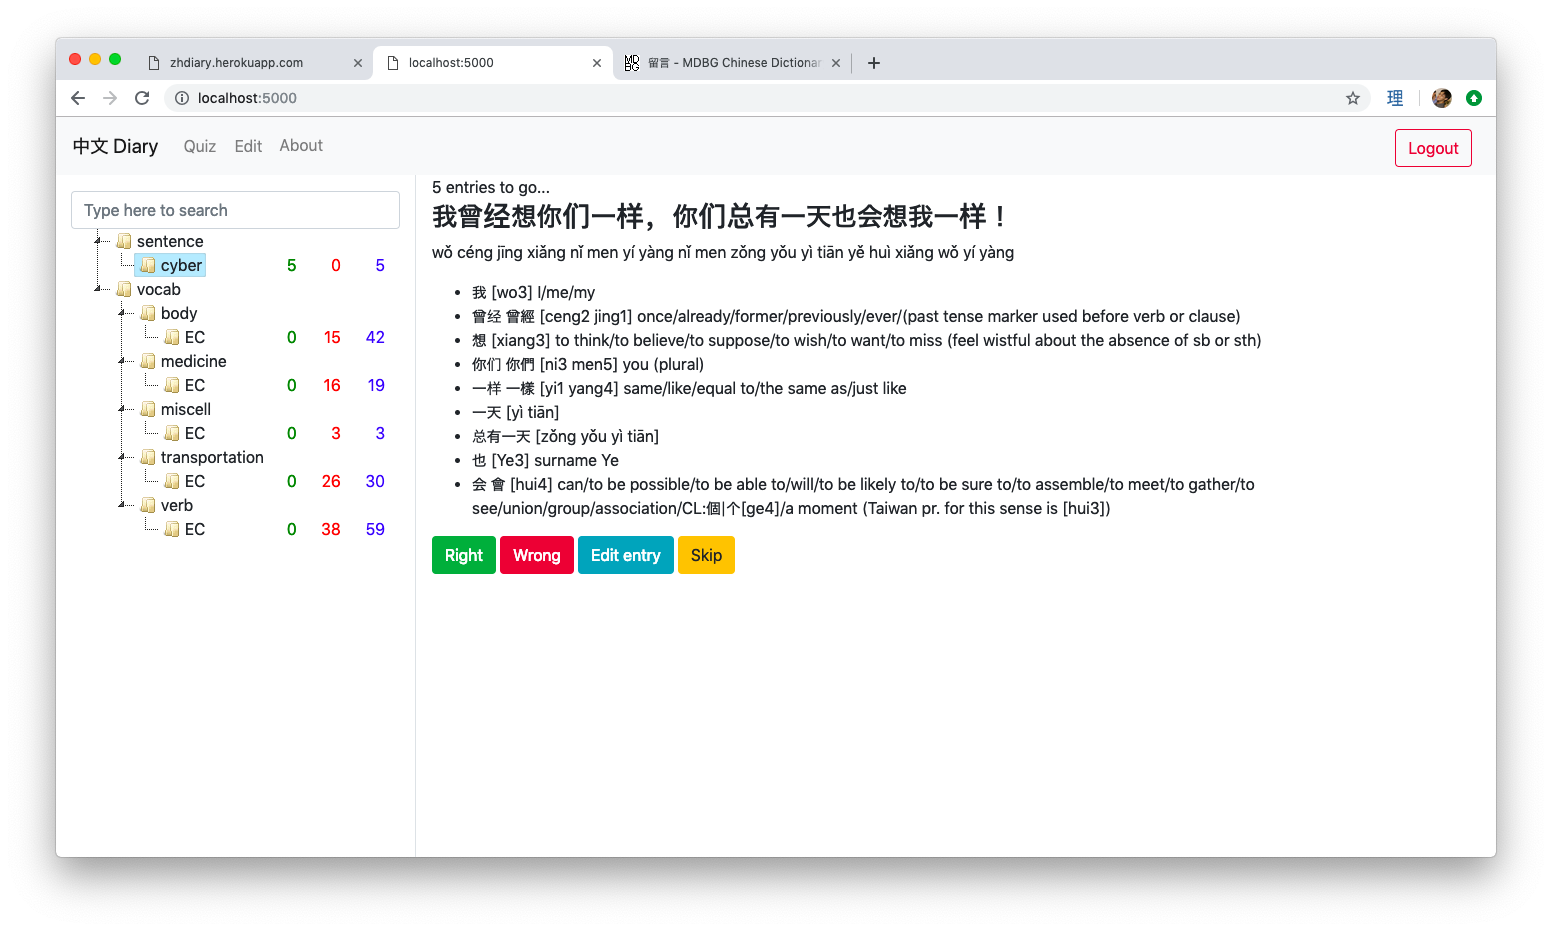 zhdiary.herokuapp.com
localhost:5000
留言 - MDBG Chinese Dictionar
localhost:5000
理
中文 Diary Quiz Edit About
Logout
Type here to search
sentence
cyber 5 0 5
vocab
body
EC 0 15 42
medicine
EC 0 16 19
miscell
EC 0 3 3
transportation
EC 0 26 30
verb
EC 0 38 59
5 entries to go...
我曾经想你们一样，你们总有一天也会想我一样！
wǒ céng jīng xiǎng nǐ men yí yàng nǐ men zǒng yǒu yì tiān yě huì xiǎng wǒ yí yàng
我 [wo3] I/me/my
曾经 曾經 [ceng2 jing1] once/already/former/previously/ever/(past tense marker used before verb or clause)
想 [xiang3] to think/to believe/to suppose/to wish/to want/to miss (feel wistful about the absence of sb or sth)
你们 你們 [ni3 men5] you (plural)
一样 一樣 [yi1 yang4] same/like/equal to/the same as/just like
一天 [yì tiān]
总有一天 [zǒng yǒu yì tiān]
也 [Ye3] surname Ye
会 會 [hui4] can/to be possible/to be able to/will/to be likely to/to be sure to/to assemble/to meet/to gather/to
see/union/group/association/CL:個|个[ge4]/a moment (Taiwan pr. for this sense is [hui3])
Right Wrong Edit entry Skip